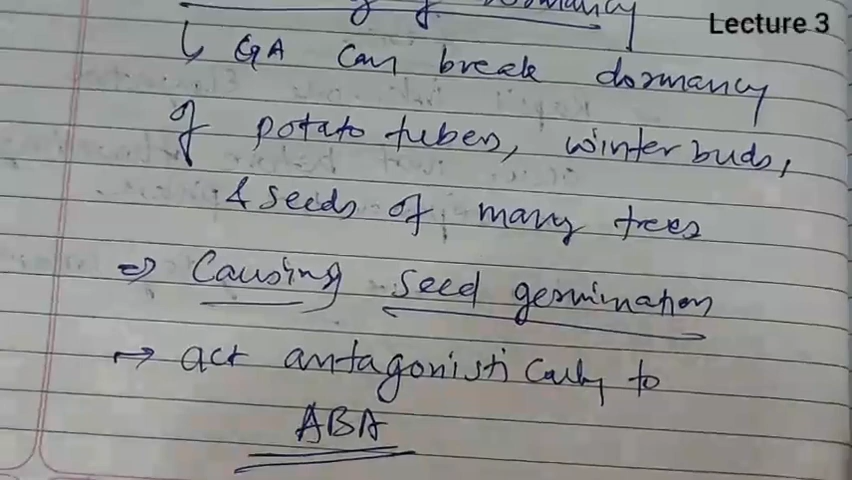 Lecture 3
dormancy
↳ GA can break dormancy
of potato tubers, winter buds,
& seeds of many trees
⇒ Causing seed germination
→ act antagonistically to
ABA